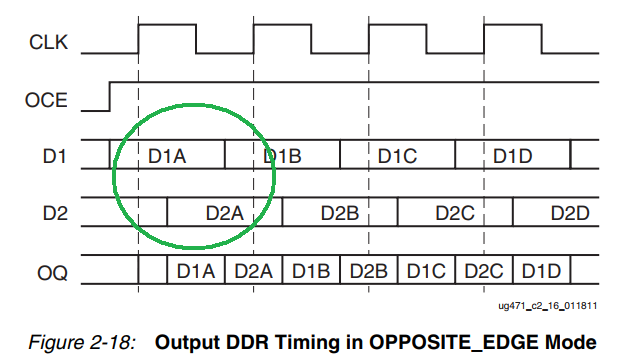 CLK
OCE
D1 D1A D1B D1C D1D
D2 D2A D2B D2C D2D
OQ D1A D2A D1B D2B D1C D2C D1D
ug471_c2_16_011811
Figure 2-18: Output DDR Timing in OPPOSITE_EDGE Mode